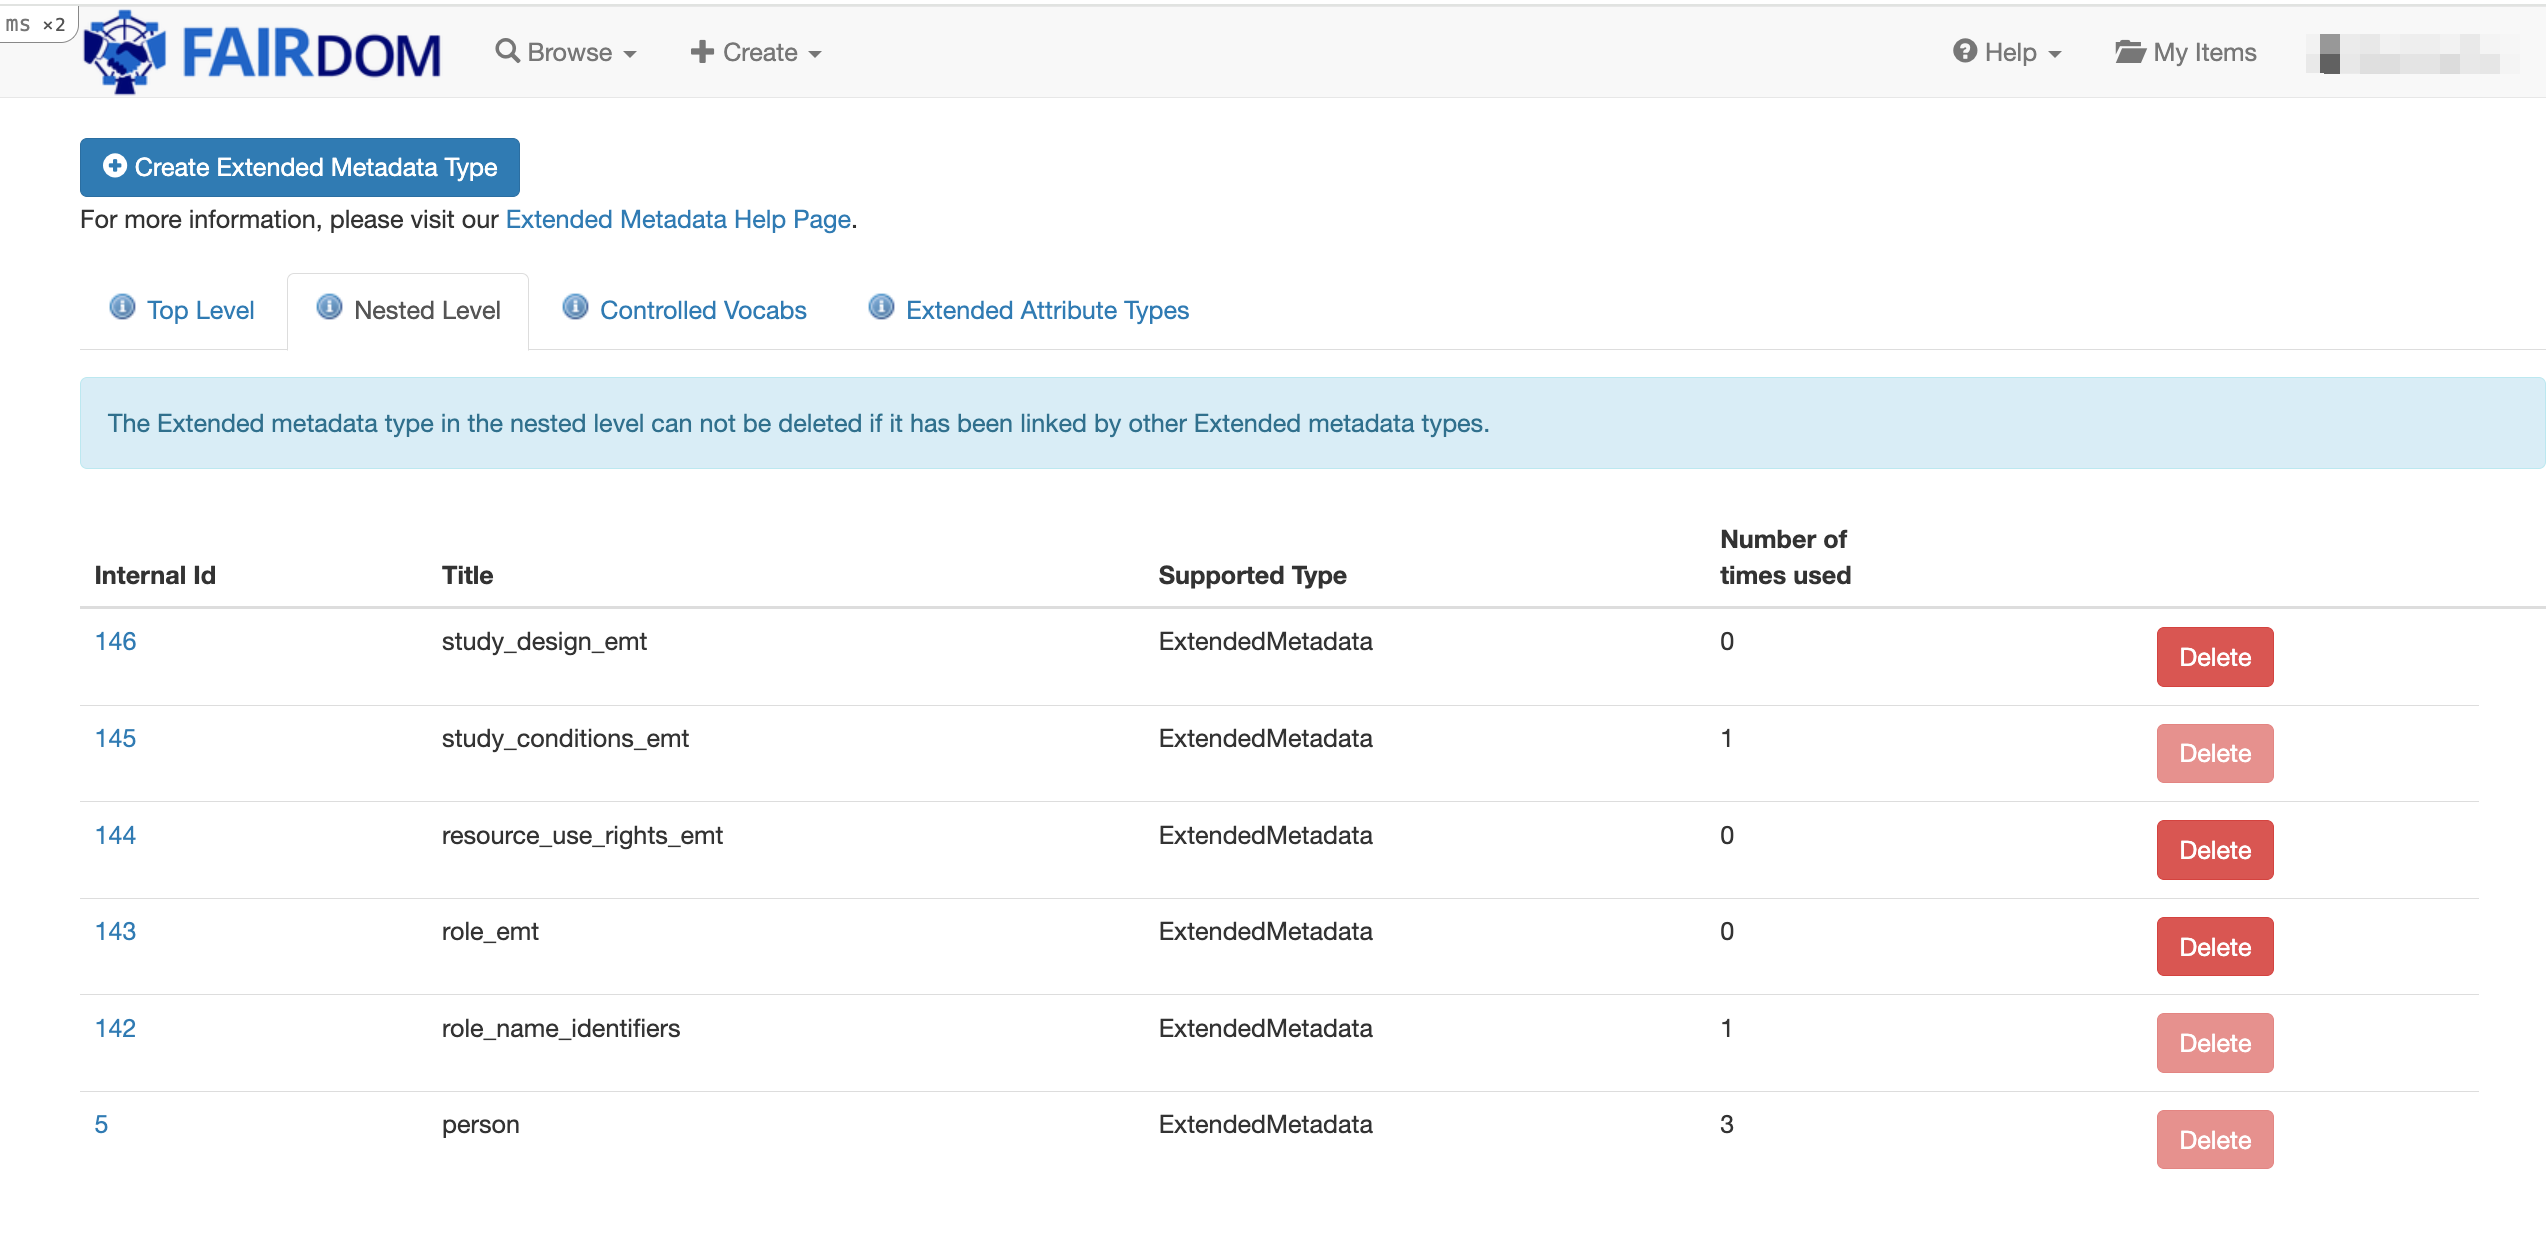 ms ×2
FAIRDOM Browse Create Help My Items
Create Extended Metadata Type
For more information, please visit our Extended Metadata Help Page.
Top Level Nested Level Controlled Vocabs Extended Attribute Types
The Extended metadata type in the nested level can not be deleted if it has been linked by other Extended metadata types.
Internal Id Title Supported Type Number of times used
146 study_design_emt ExtendedMetadata 0 Delete
145 study_conditions_emt ExtendedMetadata 1 Delete
144 resource_use_rights_emt ExtendedMetadata 0 Delete
143 role_emt ExtendedMetadata 0 Delete
142 role_name_identifiers ExtendedMetadata 1 Delete
5 person ExtendedMetadata 3 Delete